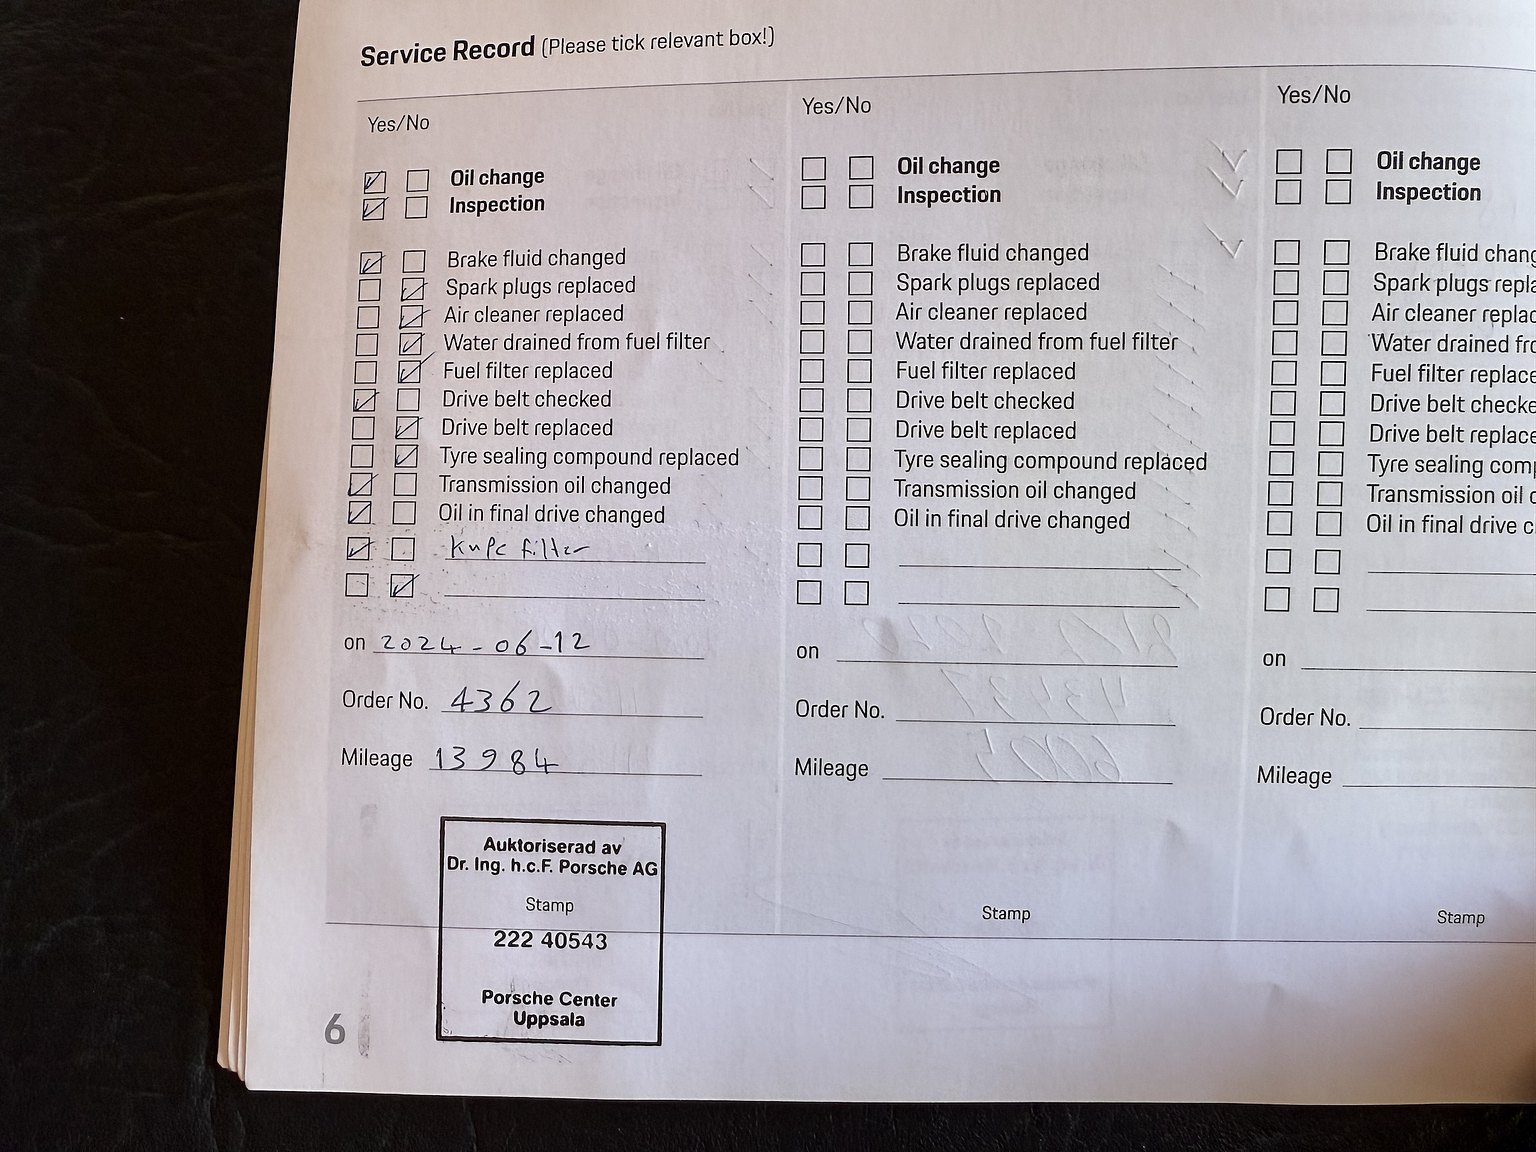 Service Record (Please tick relevant box!)
Yes/No
Oil change
Inspection
Brake fluid changed
Spark plugs replaced
Air cleaner replaced
Water drained from fuel filter
Fuel filter replaced
Drive belt checked
Drive belt replaced
Tyre sealing compound replaced
Transmission oil changed
Oil in final drive changed
Kupe filter
on 2024-06-12
Order No. 4362
Mileage 13984
Auktoriserad av
Dr. Ing. h.c.F. Porsche AG
Stamp
222 40543
Porsche Center
Uppsala
6
Yes/No
Oil change
Inspection
Brake fluid changed
Spark plugs replaced
Air cleaner replaced
Water drained from fuel filter
Fuel filter replaced
Drive belt checked
Drive belt replaced
Tyre sealing compound replaced
Transmission oil changed
Oil in final drive changed
on
Order No.
Mileage
Stamp
Yes/No
Oil change
Inspection
Brake fluid chang
Spark plugs repla
Air cleaner replac
Water drained fro
Fuel filter replace
Drive belt checke
Drive belt replace
Tyre sealing comp
Transmission oil c
Oil in final drive c
on
Order No.
Mileage
Stamp